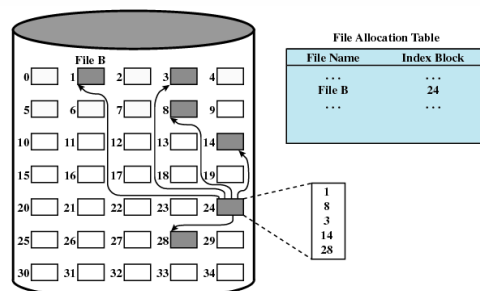 File B
0 1 2 3 4
5 6 7 8 9
10 11 12 13 14
15 16 17 18 19
20 21 22 23 24
25 26 27 28 29
30 31 32 33 34
File Allocation Table
File Name Index Block
... ...
File B 24
... ...
1
8
3
14
28